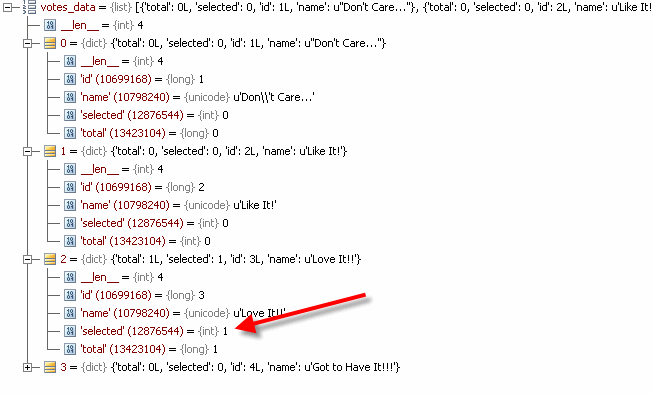 votes_data = {list} [{'total': 0L, 'selected': 0, 'id': 1L, 'name': u"Don't Care..."}, {'total': 0, 'selected': 0, 'id': 2L, 'name': u'Like It!
__len__ = {int} 4
0 = {dict} {'total': 0L, 'selected': 0, 'id': 1L, 'name': u"Don't Care..."}
__len__ = {int} 4
'id' (10699168) = {long} 1
'name' (10798240) = {unicode} u'Don\\'t Care...'
'selected' (12876544) = {int} 0
'total' (13423104) = {long} 0
1 = {dict} {'total': 0, 'selected': 0, 'id': 2L, 'name': u'Like It!'}
__len__ = {int} 4
'id' (10699168) = {long} 2
'name' (10798240) = {unicode} u'Like It!'
'selected' (12876544) = {int} 0
'total' (13423104) = {int} 0
2 = {dict} {'total': 1L, 'selected': 1, 'id': 3L, 'name': u'Love It!!'}
__len__ = {int} 4
'id' (10699168) = {long} 3
'name' (10798240) = {unicode} u'Love It!!'
'selected' (12876544) = {int} 1
'total' (13423104) = {long} 1
3 = {dict} {'total': 0L, 'selected': 0, 'id': 4L, 'name': u'Got to Have It!!!'}